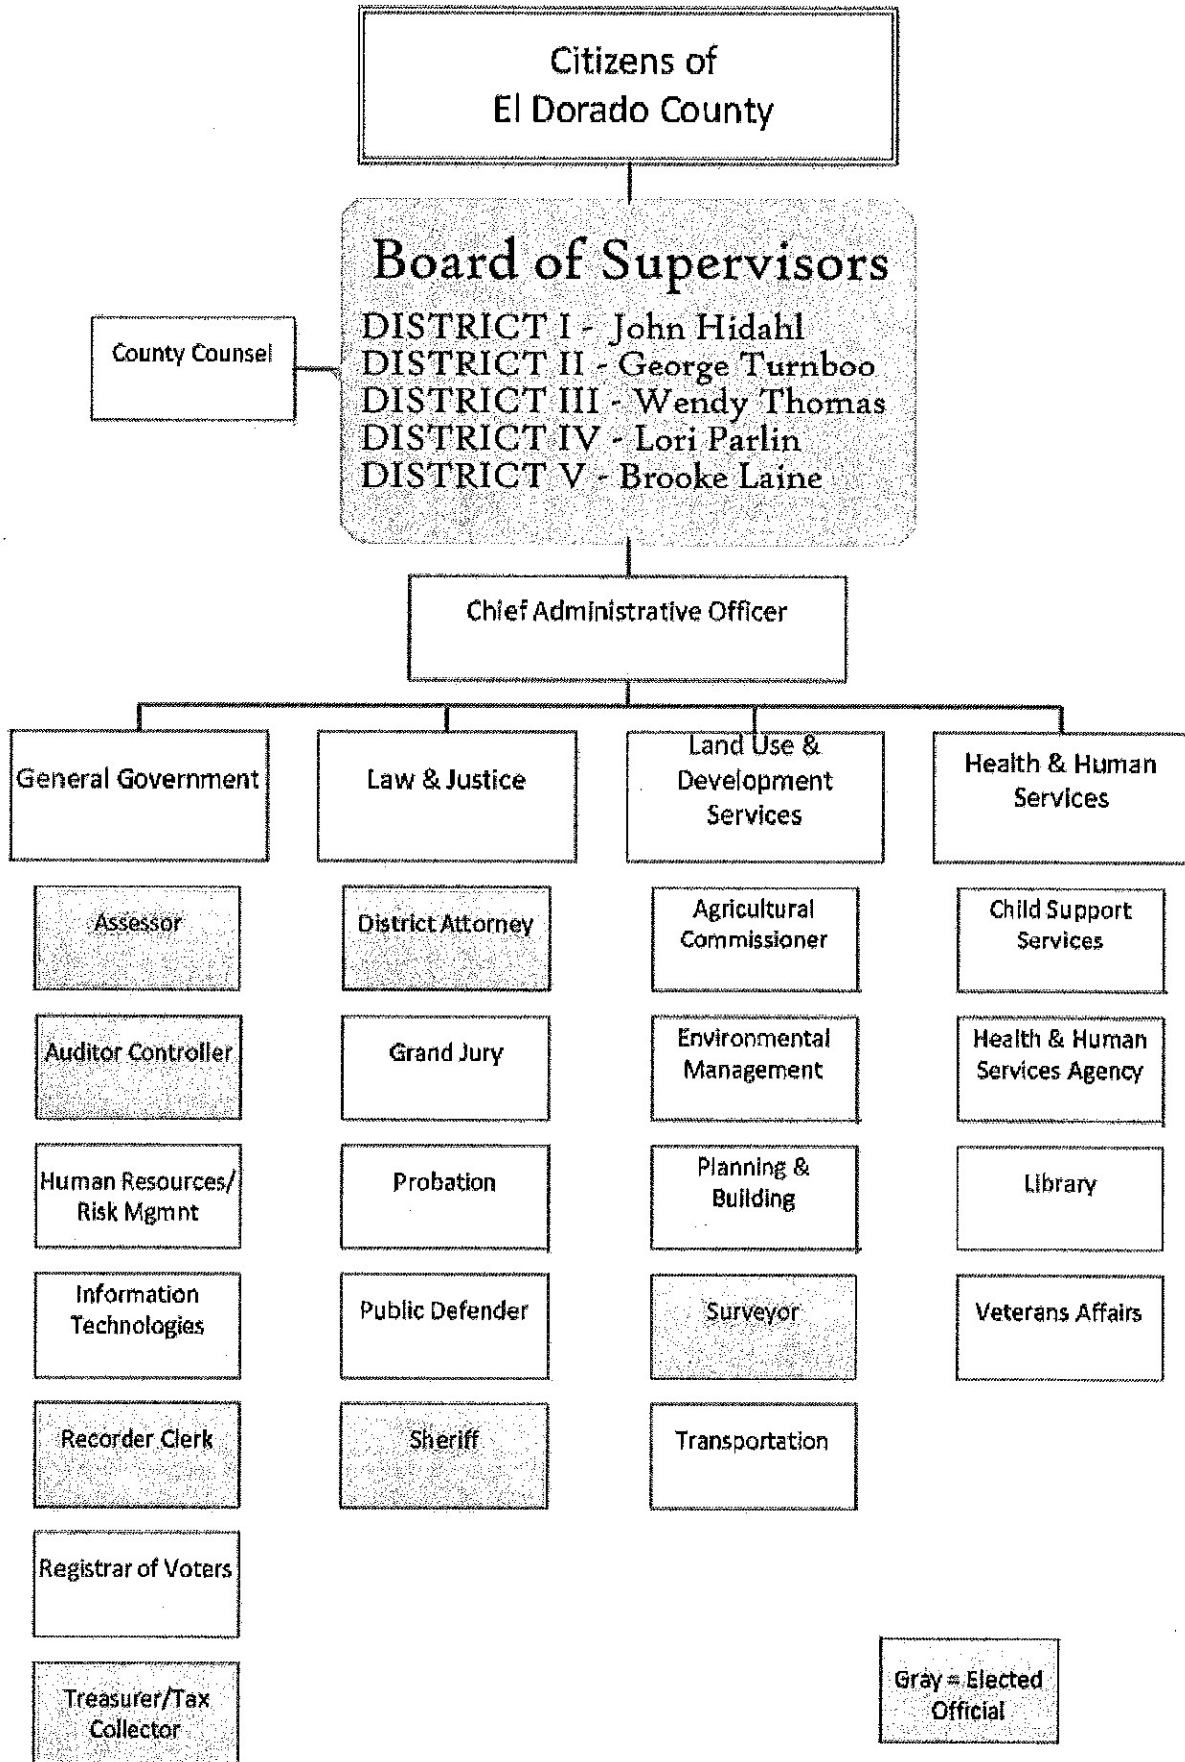 Citizens of
El Dorado County
Board of Supervisors
DISTRICT I - John Hidahl
DISTRICT II - George Turnboo
DISTRICT III - Wendy Thomas
DISTRICT IV - Lori Parlin
DISTRICT V - Brooke Laine
County Counsel
Chief Administrative Officer
General Government
Assessor
Auditor Controller
Human Resources/
Risk Mgmnt
Information
Technologies
Recorder Clerk
Registrar of Voters
Treasurer/Tax
Collector
Law & Justice
District Attorney
Grand Jury
Probation
Public Defender
Sheriff
Land Use &
Development
Services
Agricultural
Commissioner
Environmental
Management
Planning &
Building
Surveyor
Transportation
Health & Human
Services
Child Support
Services
Health & Human
Services Agency
Library
Veterans Affairs
Gray = Elected
Official